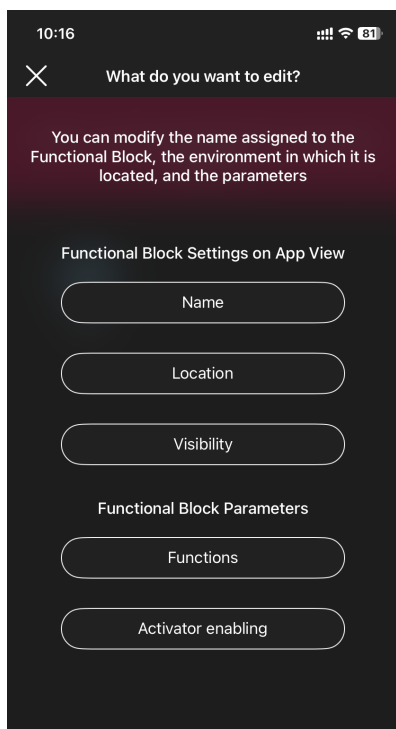 10:16
81
What do you want to edit?
You can modify the name assigned to the
Functional Block, the environment in which it is
located, and the parameters
Functional Block Settings on App View
Name
Location
Visibility
Functional Block Parameters
Functions
Activator enabling